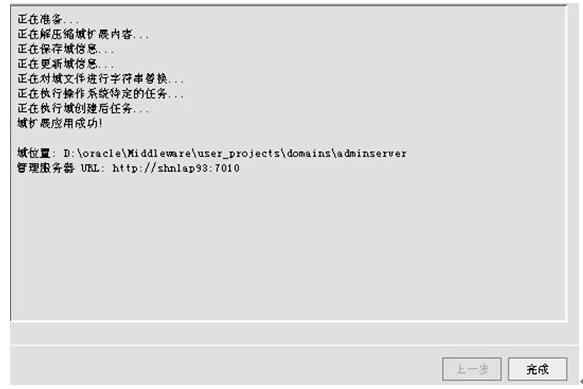 正在准备...
正在解压缩域扩展内容...
正在保存域信息...
正在更新域信息...
正在对域文件进行字符串替换...
正在执行操作系统特定的任务...
正在执行域创建后任务...
域扩展应用成功!
域位置: D:\oracle\Middleware\user_projects\domains\adminserver
管理服务器 URL: http://shnlap93:7010
上一步
完成